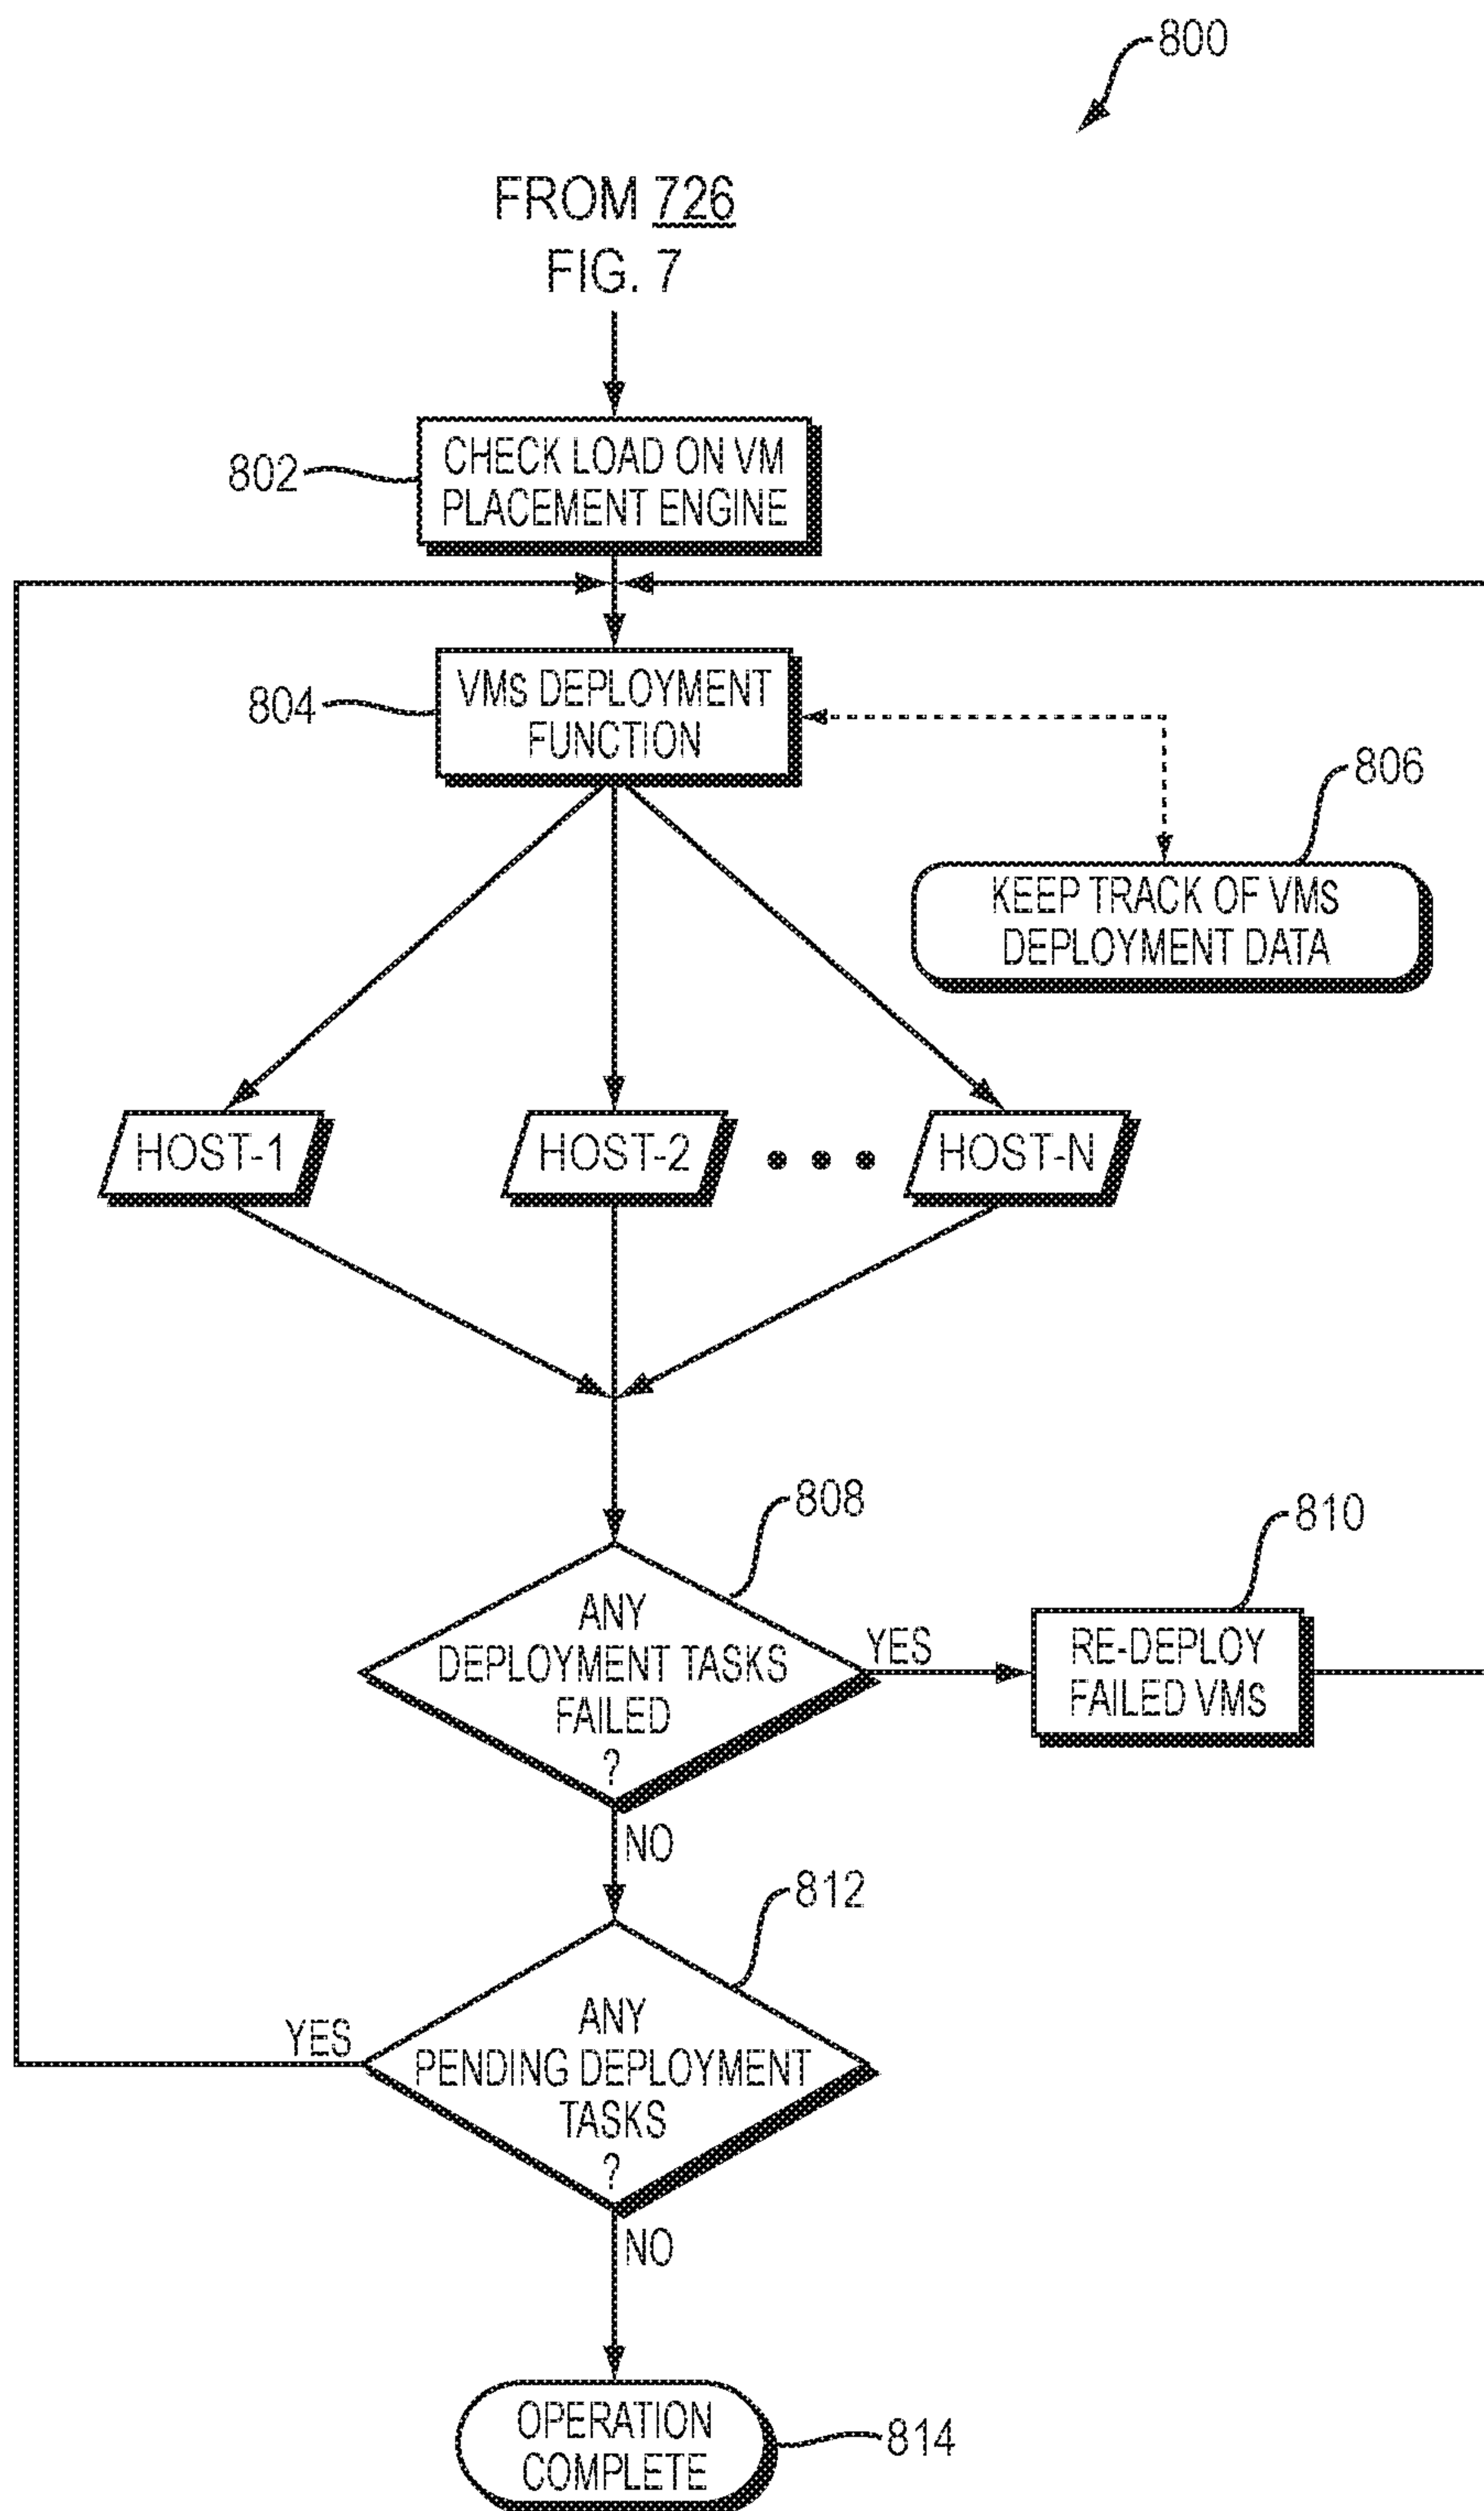 800
FROM 726
FIG. 7
802
CHECK LOAD ON VM
PLACEMENT ENGINE
804
VMs DEPLOYMENT
FUNCTION
806
KEEP TRACK OF VMs
DEPLOYMENT DATA
HOST-1
HOST-2
HOST-N
808
ANY
DEPLOYMENT TASKS
FAILED
?
YES
810
RE-DEPLOY
FAILED VMs
NO
812
ANY
PENDING DEPLOYMENT
TASKS
?
YES
NO
OPERATION
COMPLETE
814